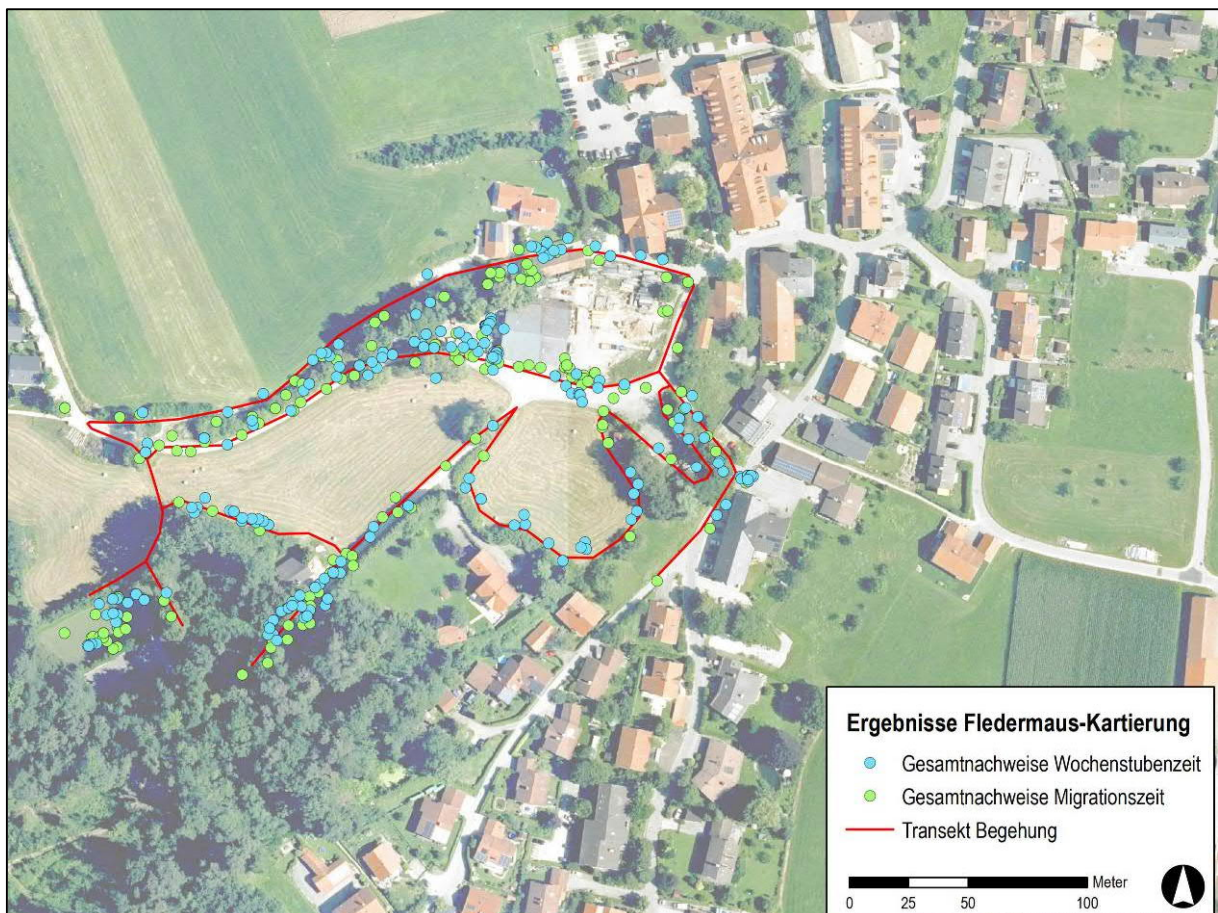 Ergebnisse Fledermaus-Kartierung
Gesamtnachweise Wochenstubenzeit
Gesamtnachweise Migrationszeit
Transekt Begehung
Meter
0 25 50 100